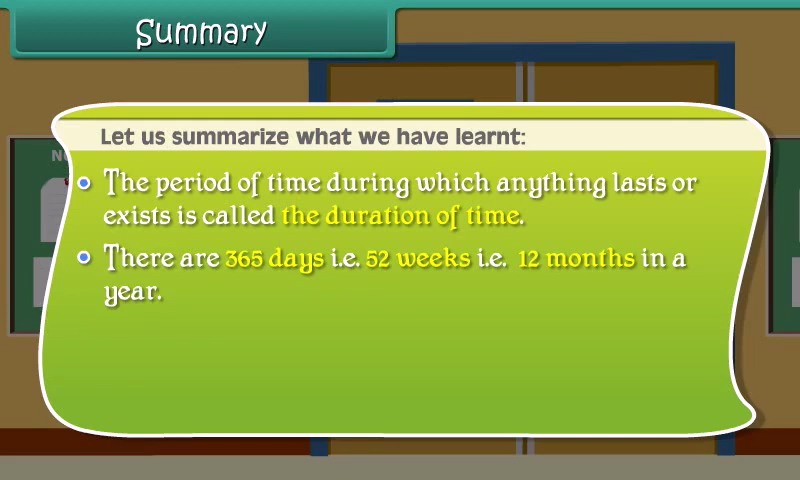 Summary
Let us summarize what we have learnt:
The period of time during which anything lasts or
exists is called the duration of time.
There are 365 days i.e. 52 weeks i.e. 12 months in a
year.